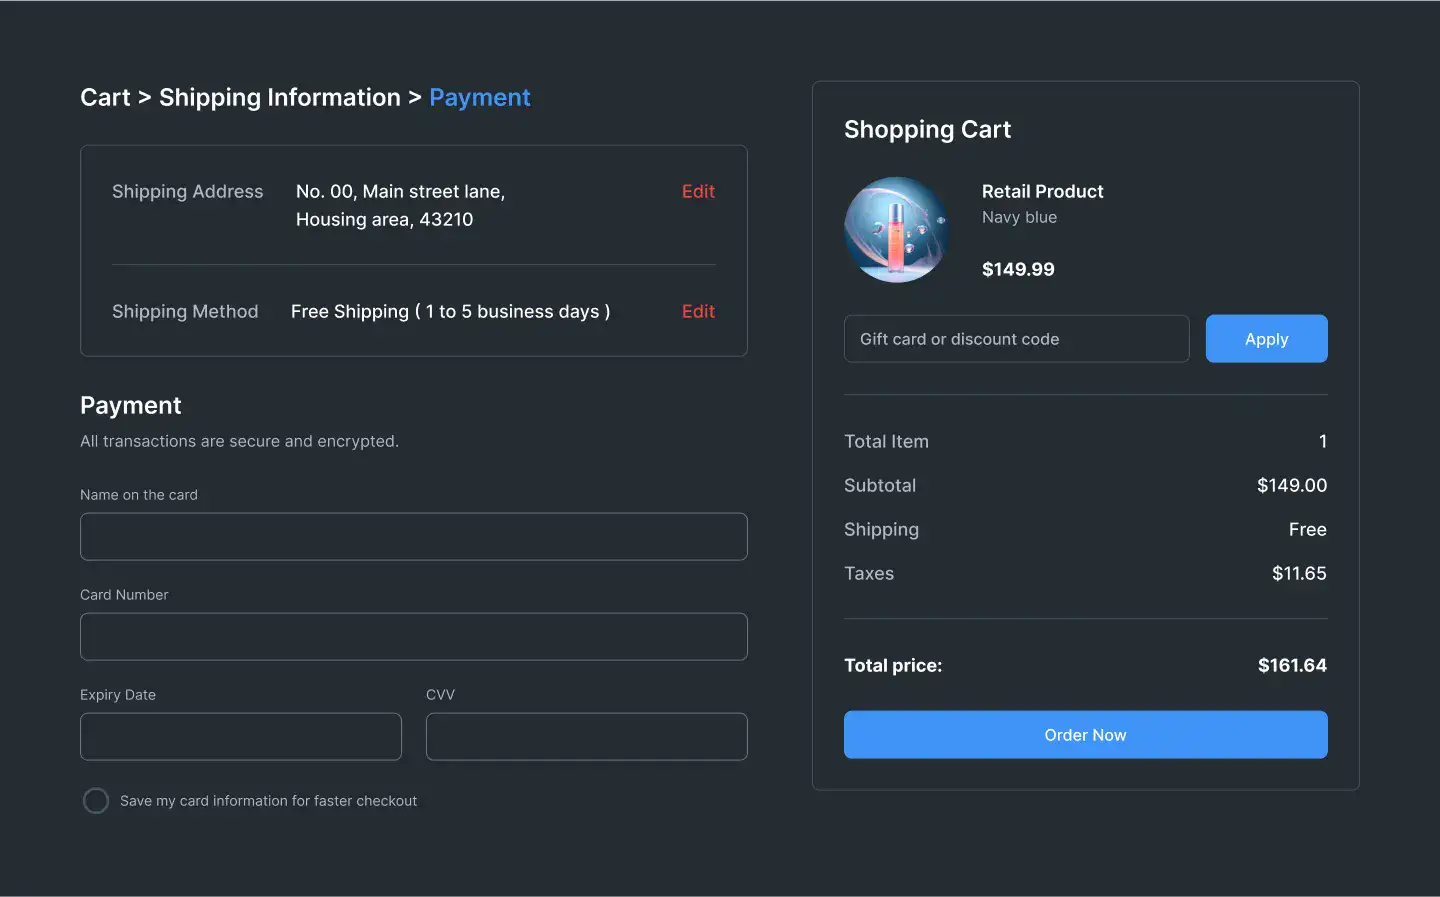 Cart > Shipping Information > Payment
Shipping Address
No. 00, Main street lane,
Housing area, 43210
Edit
Shipping Method
Free Shipping ( 1 to 5 business days )
Edit
Payment
All transactions are secure and encrypted.
Name on the card
Card Number
Expiry Date
CVV
Save my card information for faster checkout
Shopping Cart
Retail Product
Navy blue
$149.99
Gift card or discount code
Apply
Total Item 1
Subtotal $149.00
Shipping Free
Taxes $11.65
Total price: $161.64
Order Now